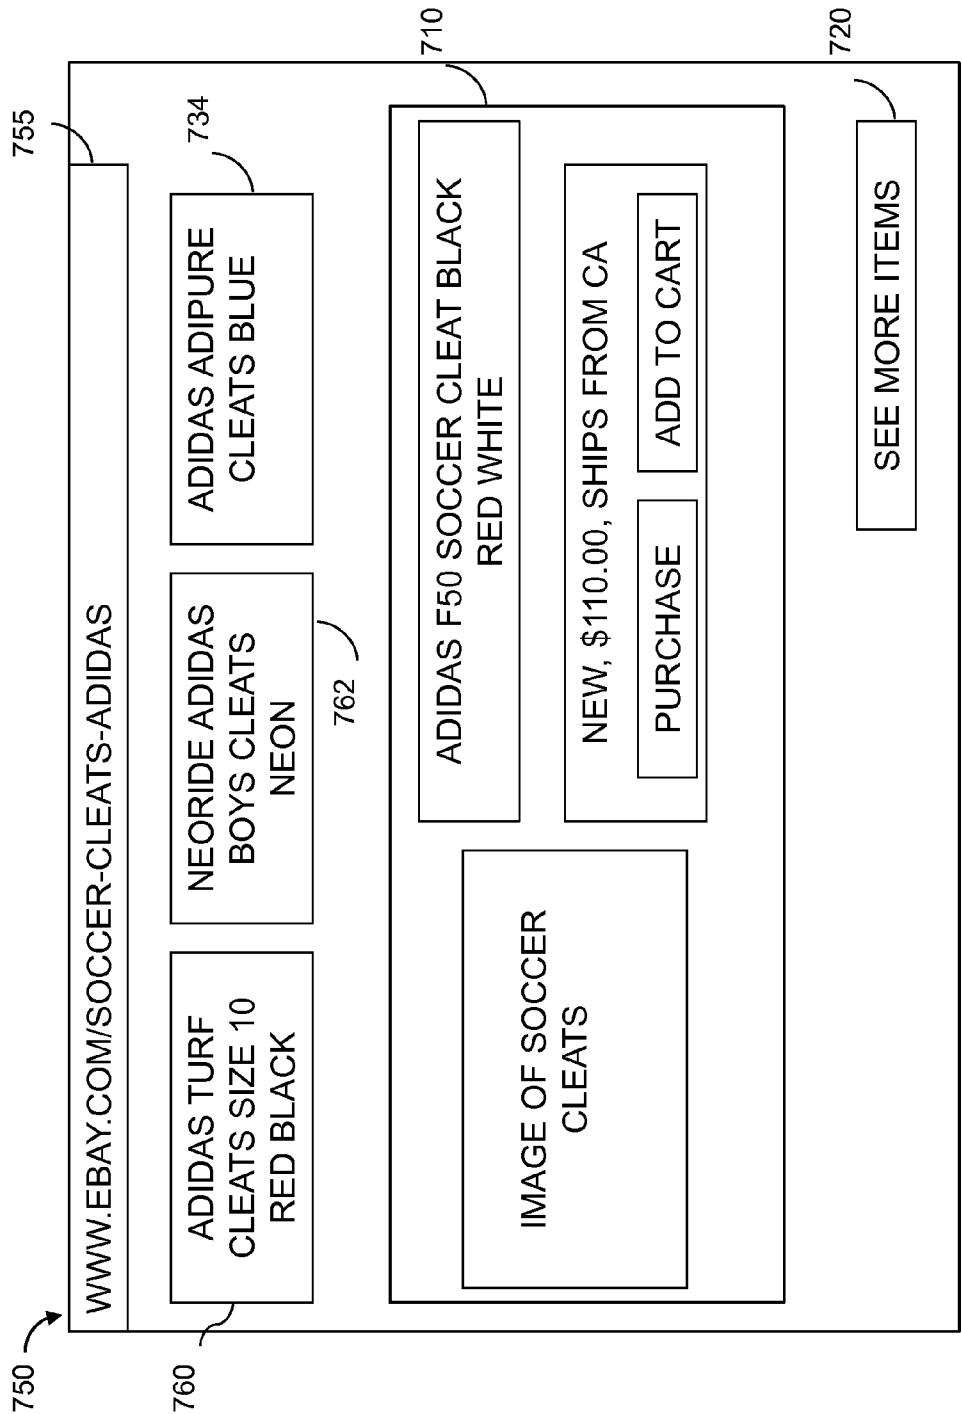 750
755
WWW.EBAY.COM/SOCCER-CLEATS-ADIDAS
760
ADIDAS TURF
CLEATS SIZE 10
RED BLACK
NEORIDE ADIDAS
BOYS CLEATS
NEON
762
ADIDAS ADIPURE
CLEATS BLUE
734
710
IMAGE OF SOCCER
CLEATS
ADIDAS F50 SOCCER CLEAT BLACK
RED WHITE
NEW, $110.00, SHIPS FROM CA
PURCHASE
ADD TO CART
SEE MORE ITEMS
720